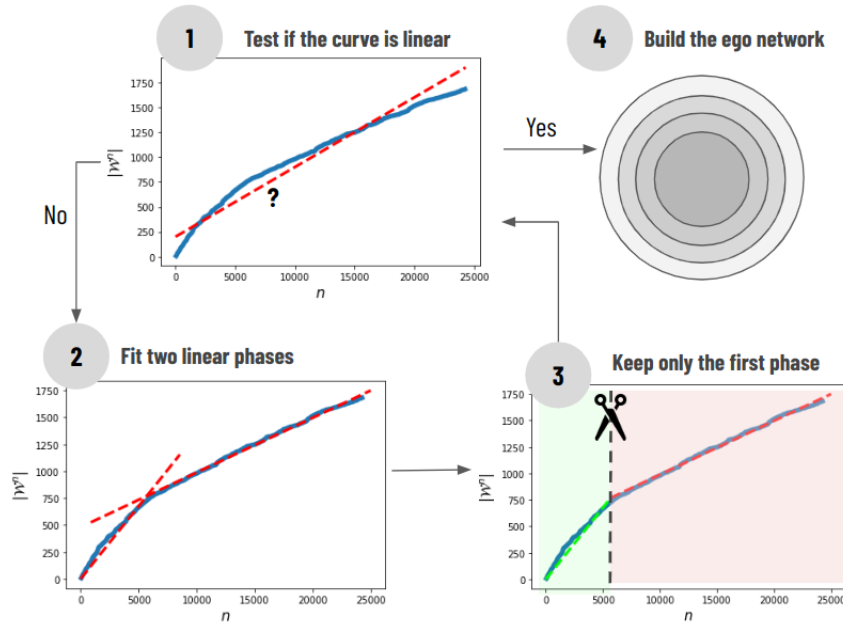 1 Test if the curve is linear
4 Build the ego network
1750
1500
1250
1000
750
500
250
0
|𝒲ⁿ|
?
0 5000 10000 15000 20000 25000
n
Yes
No
2 Fit two linear phases
1750
1500
1250
1000
750
500
250
0
|𝒲ⁿ|
0 5000 10000 15000 20000 25000
n
3 Keep only the first phase
1750
1500
1250
1000
750
500
250
0
|𝒲ⁿ|
0 5000 10000 15000 20000 25000
n